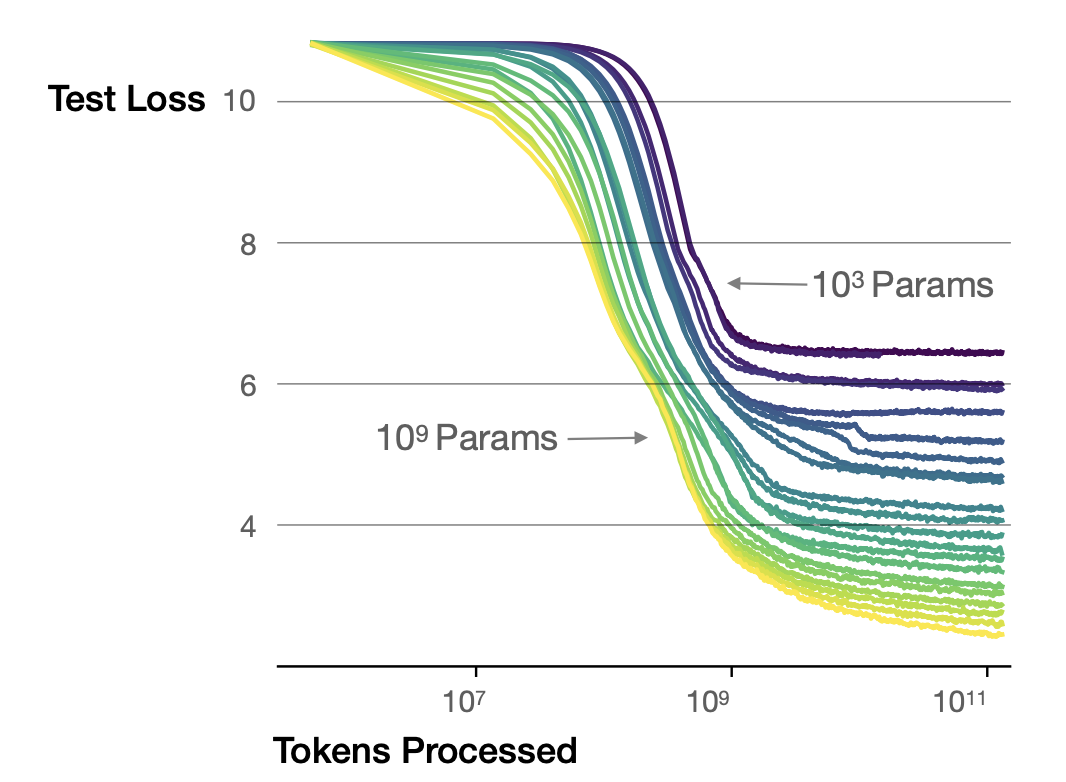 Test Loss 10
8
10³ Params
6
10⁹ Params
4
10⁷ 10⁹ 10¹¹
Tokens Processed